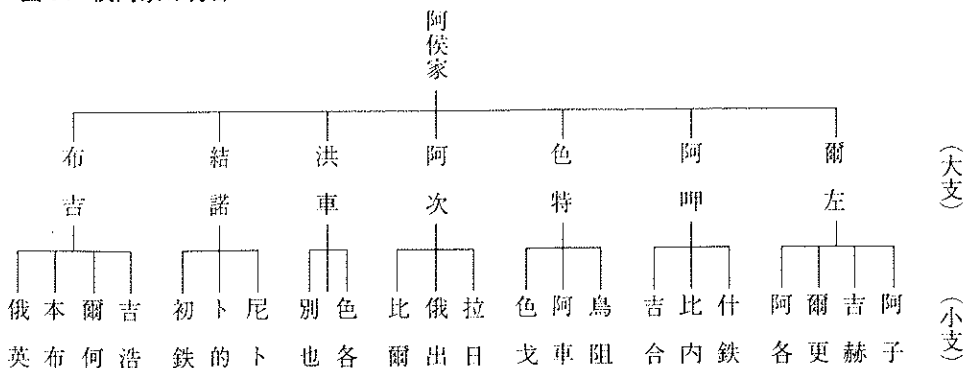 阿侯家
(大支)
爾左
阿呷
色特
阿次
洪車
結諾
布吉
(小支)
阿子
吉赫
爾更
阿各
什鉄
比内
吉合
烏阻
阿車
色戈
拉日
俄出
比爾
色各
別也
尼卜
卜的
初鉄
吉浩
爾何
本布
俄英